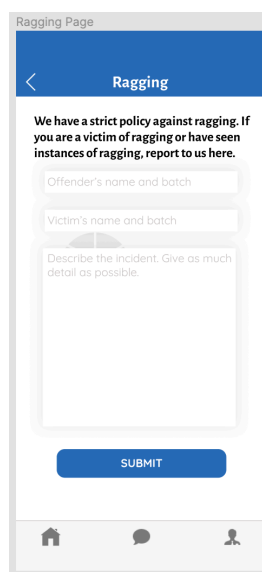 Ragging Page
Ragging
We have a strict policy against ragging. If
you are a victim of ragging or have seen
instances of ragging, report to us here.
Offender's name and batch
Victim's name and batch
Describe the incident. Give as much
detail as possible.
SUBMIT